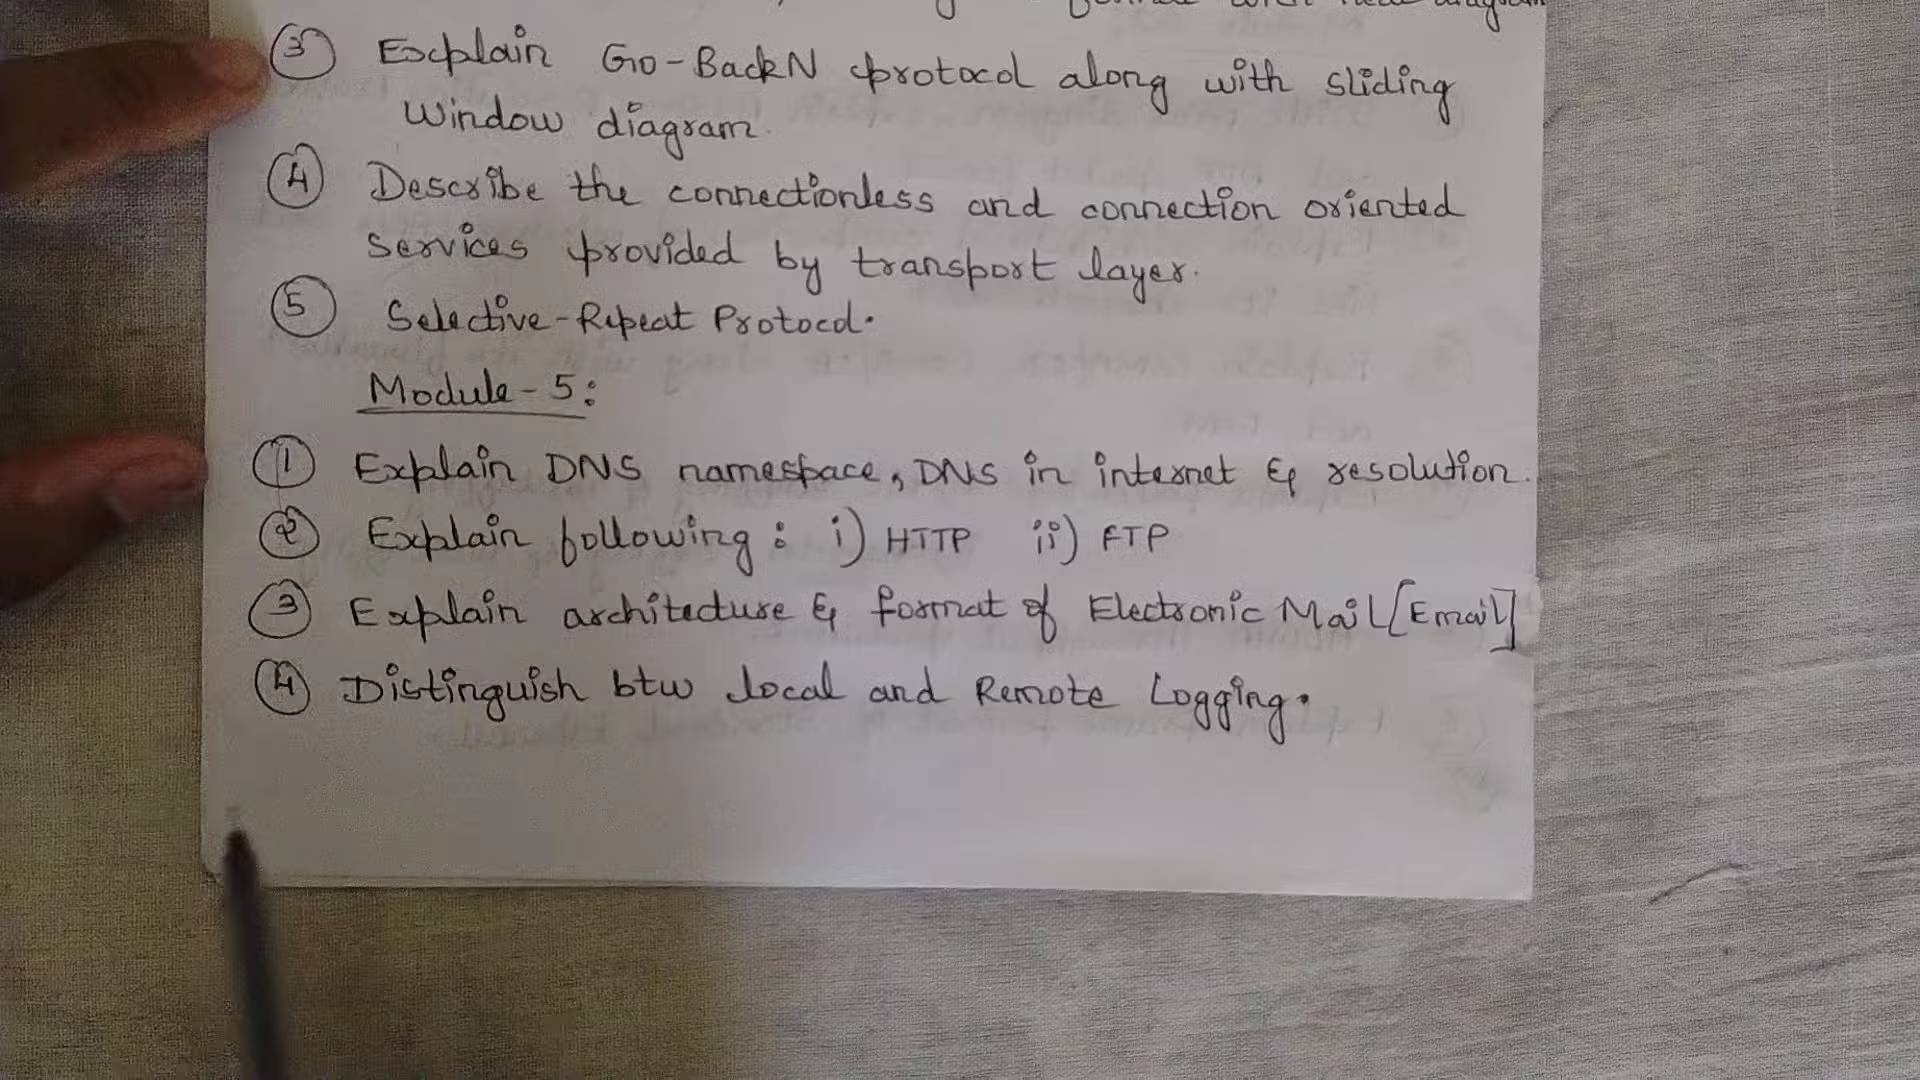 with neat diagram
③ Explain Go-BackN protocol along with sliding
Window diagram.
④ Describe the connectionless and connection oriented
Services provided by transport layer.
⑤ Selective-Repeat Protocol.
Module-5:
① Explain DNS namespace, DNS in internet & resolution.
② Explain following: i) HTTP ii) FTP
③ Explain architecture & format of Electronic Mail[Email]
④ Distinguish btw local and Remote Logging.